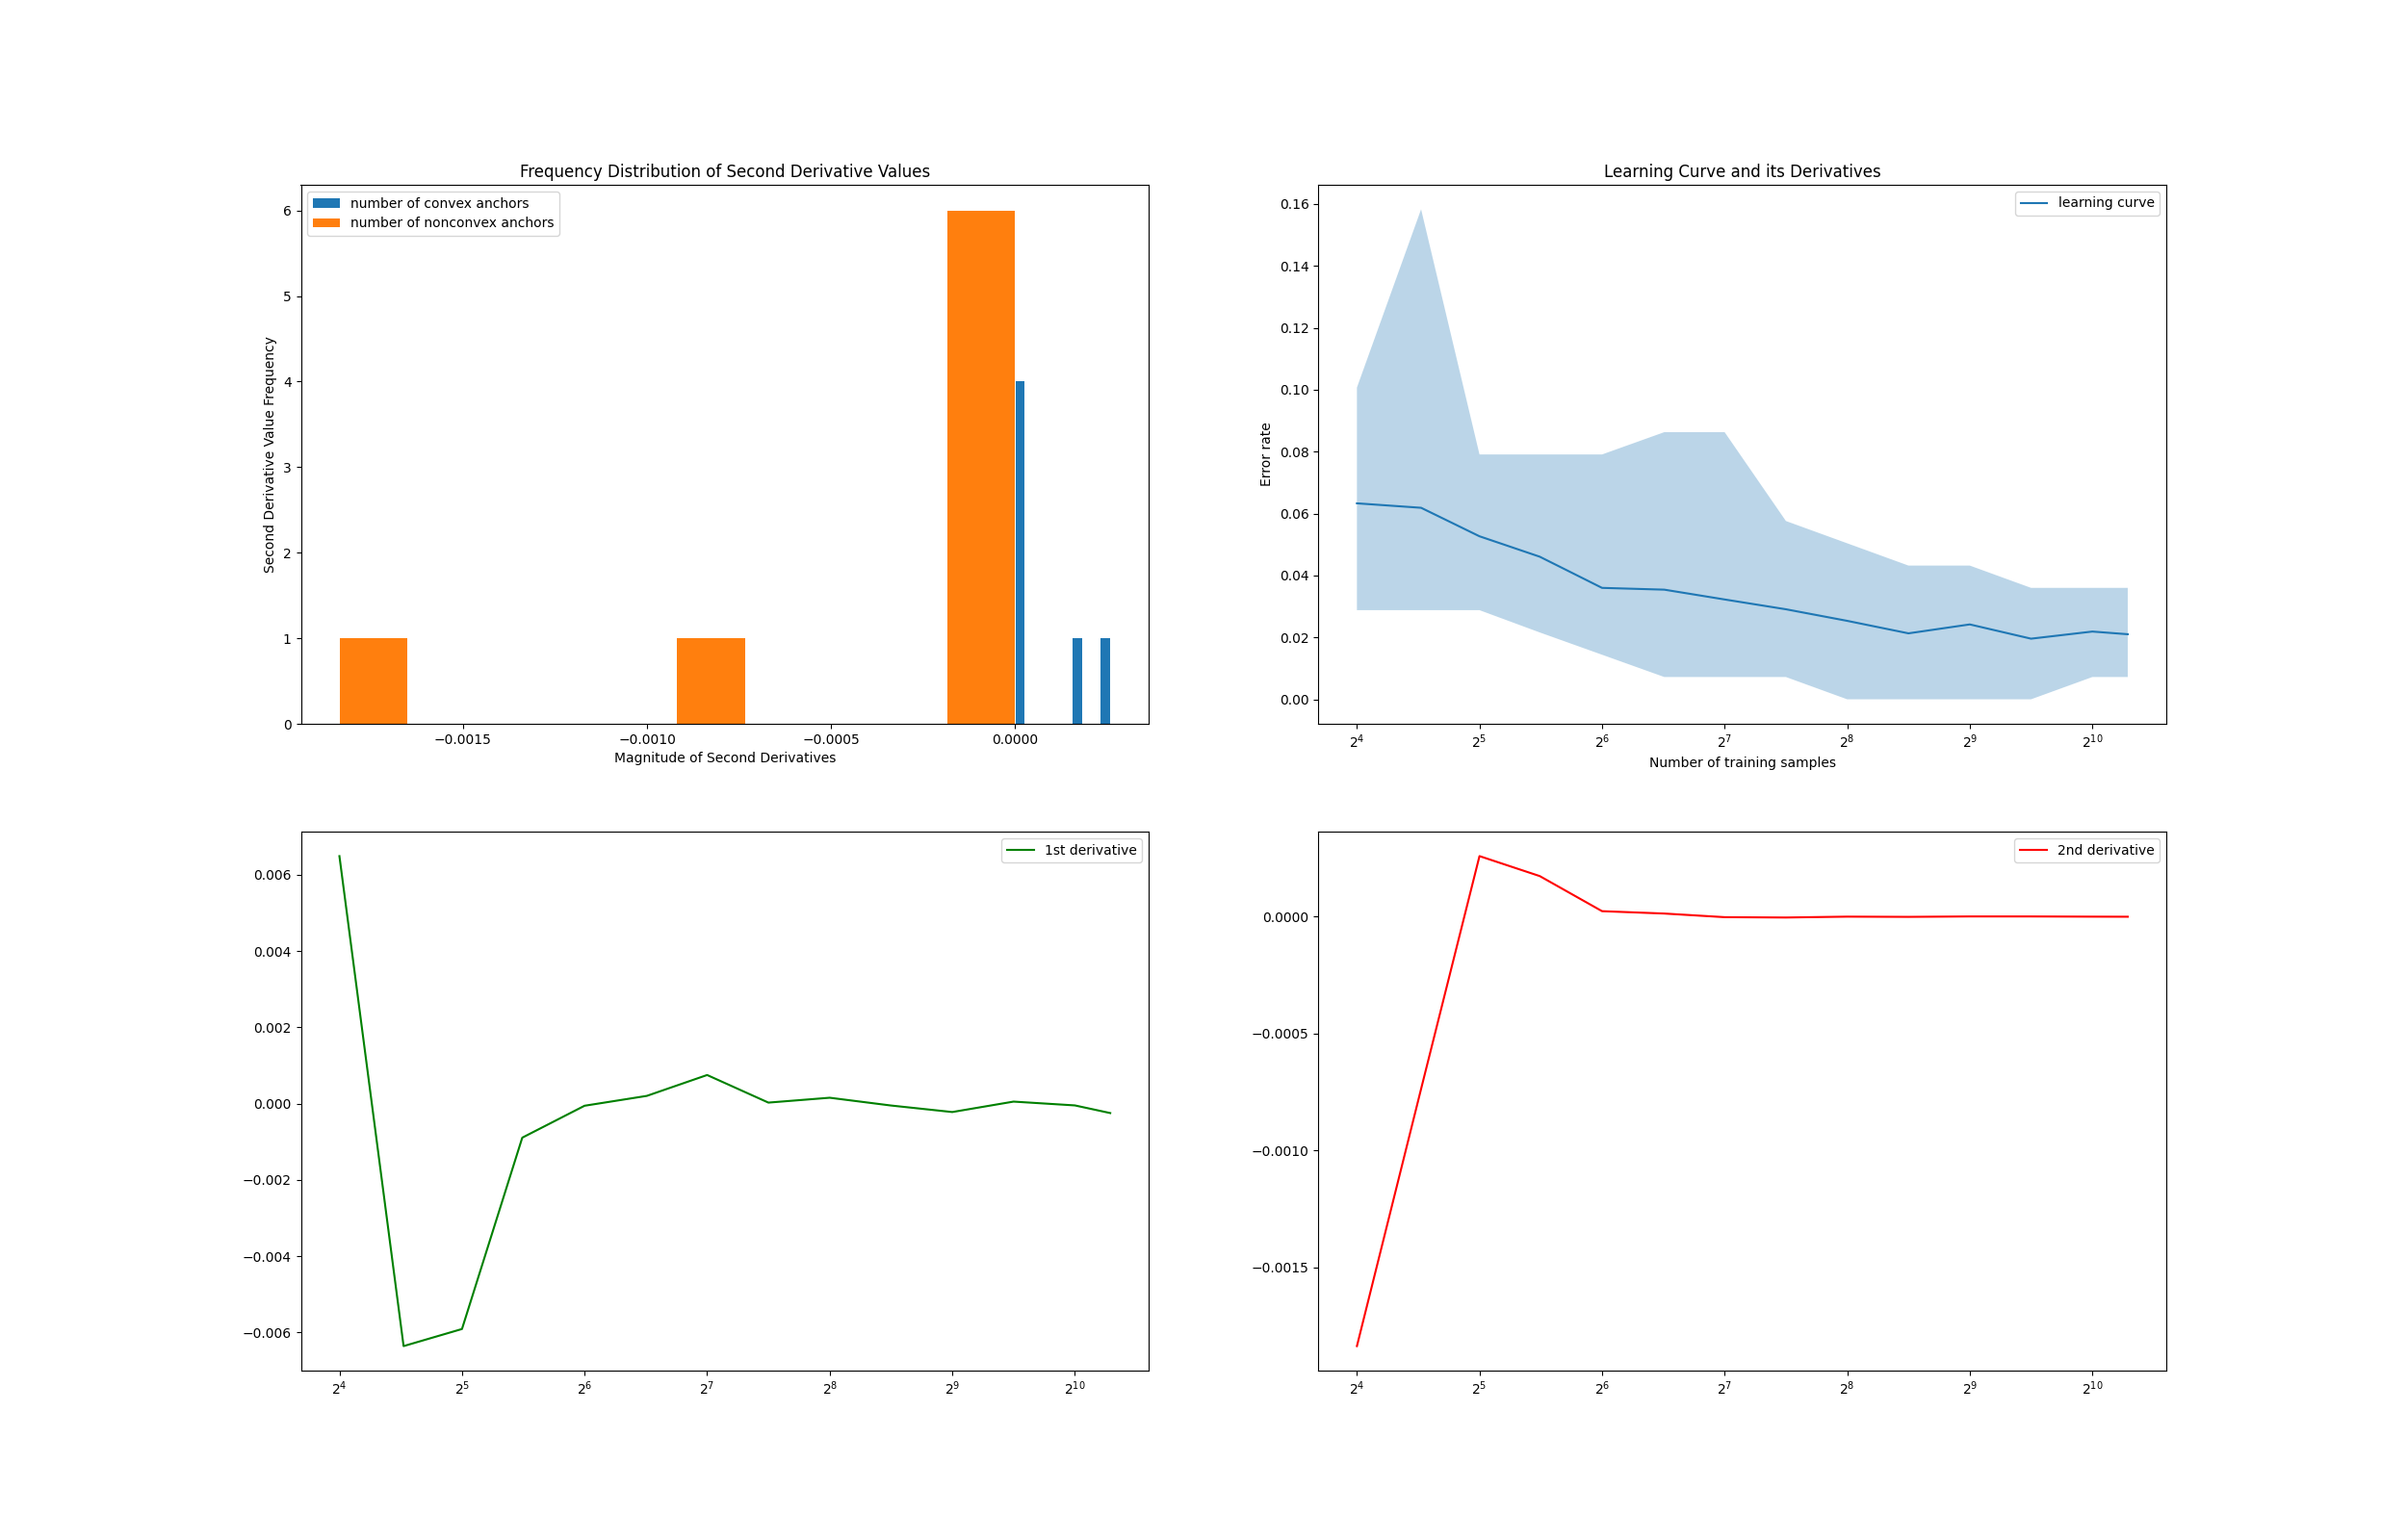 Frequency Distribution of Second Derivative Values
number of convex anchors
number of nonconvex anchors
6
5
4
3
2
1
0
Second Derivative Value Frequency
−0.0015 −0.0010 −0.0005 0.0000
Magnitude of Second Derivatives
Learning Curve and its Derivatives
learning curve
0.16
0.14
0.12
0.10
0.08
0.06
0.04
0.02
0.00
Error rate
2⁴ 2⁵ 2⁶ 2⁷ 2⁸ 2⁹ 2¹⁰
Number of training samples
1st derivative
0.006
0.004
0.002
0.000
−0.002
−0.004
−0.006
2⁴ 2⁵ 2⁶ 2⁷ 2⁸ 2⁹ 2¹⁰
2nd derivative
0.0000
−0.0005
−0.0010
−0.0015
2⁴ 2⁵ 2⁶ 2⁷ 2⁸ 2⁹ 2¹⁰